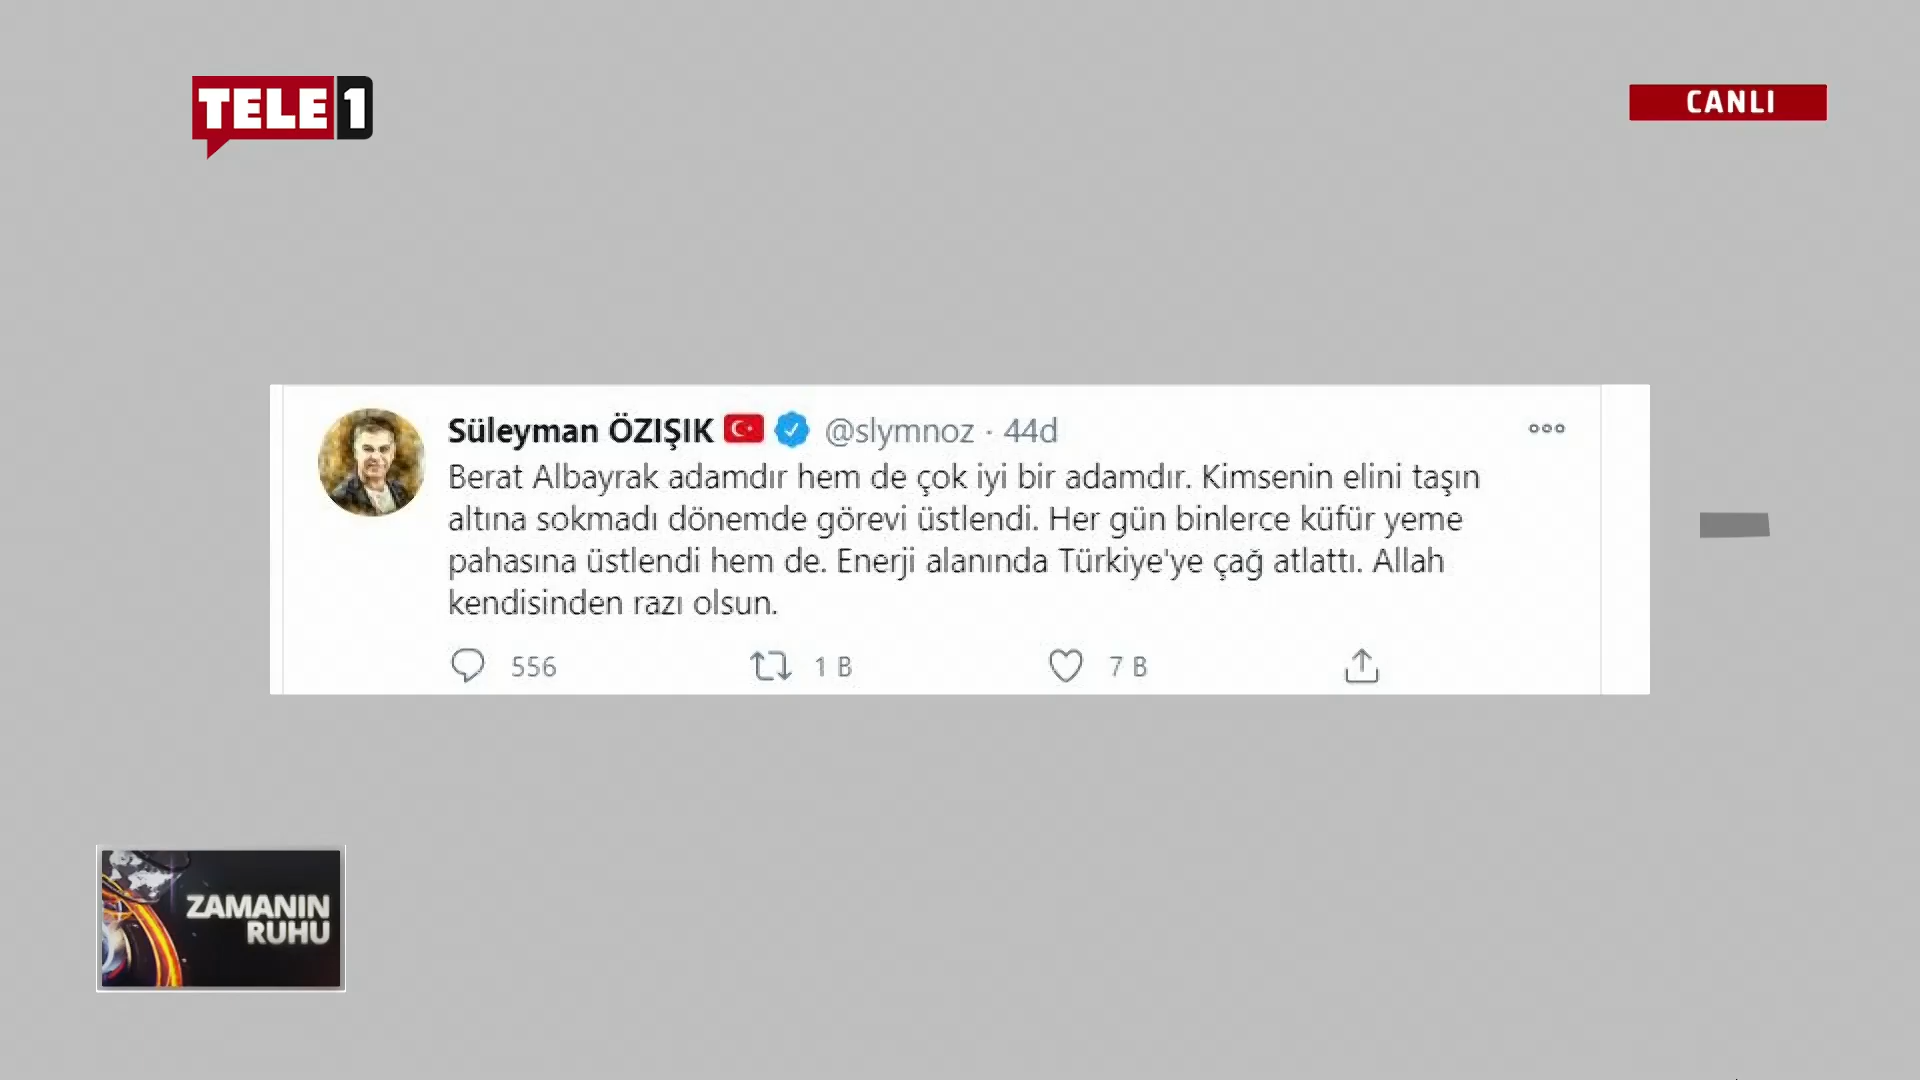 TELE1
CANLI
Süleyman ÖZIŞIK @slymnoz · 44d
Berat Albayrak adamdır hem de çok iyi bir adamdır. Kimsenin elini taşın
altına sokmadı dönemde görevi üstlendi. Her gün binlerce küfür yeme
pahasına üstlendi hem de. Enerji alanında Türkiye'ye çağ atlattı. Allah
kendisinden razı olsun.
556 1 B 7 B
ZAMANIN
RUHU